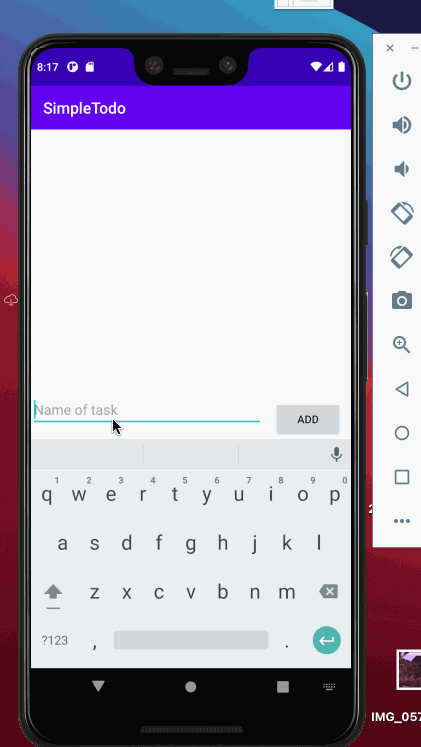 8:17
SimpleTodo
Name of task
ADD
1 2 3 4 5 6 7 8 9 0
q w e r t y u i o p
a s d f g h j k l
z x c v b n m
?123 , .
IMG_057